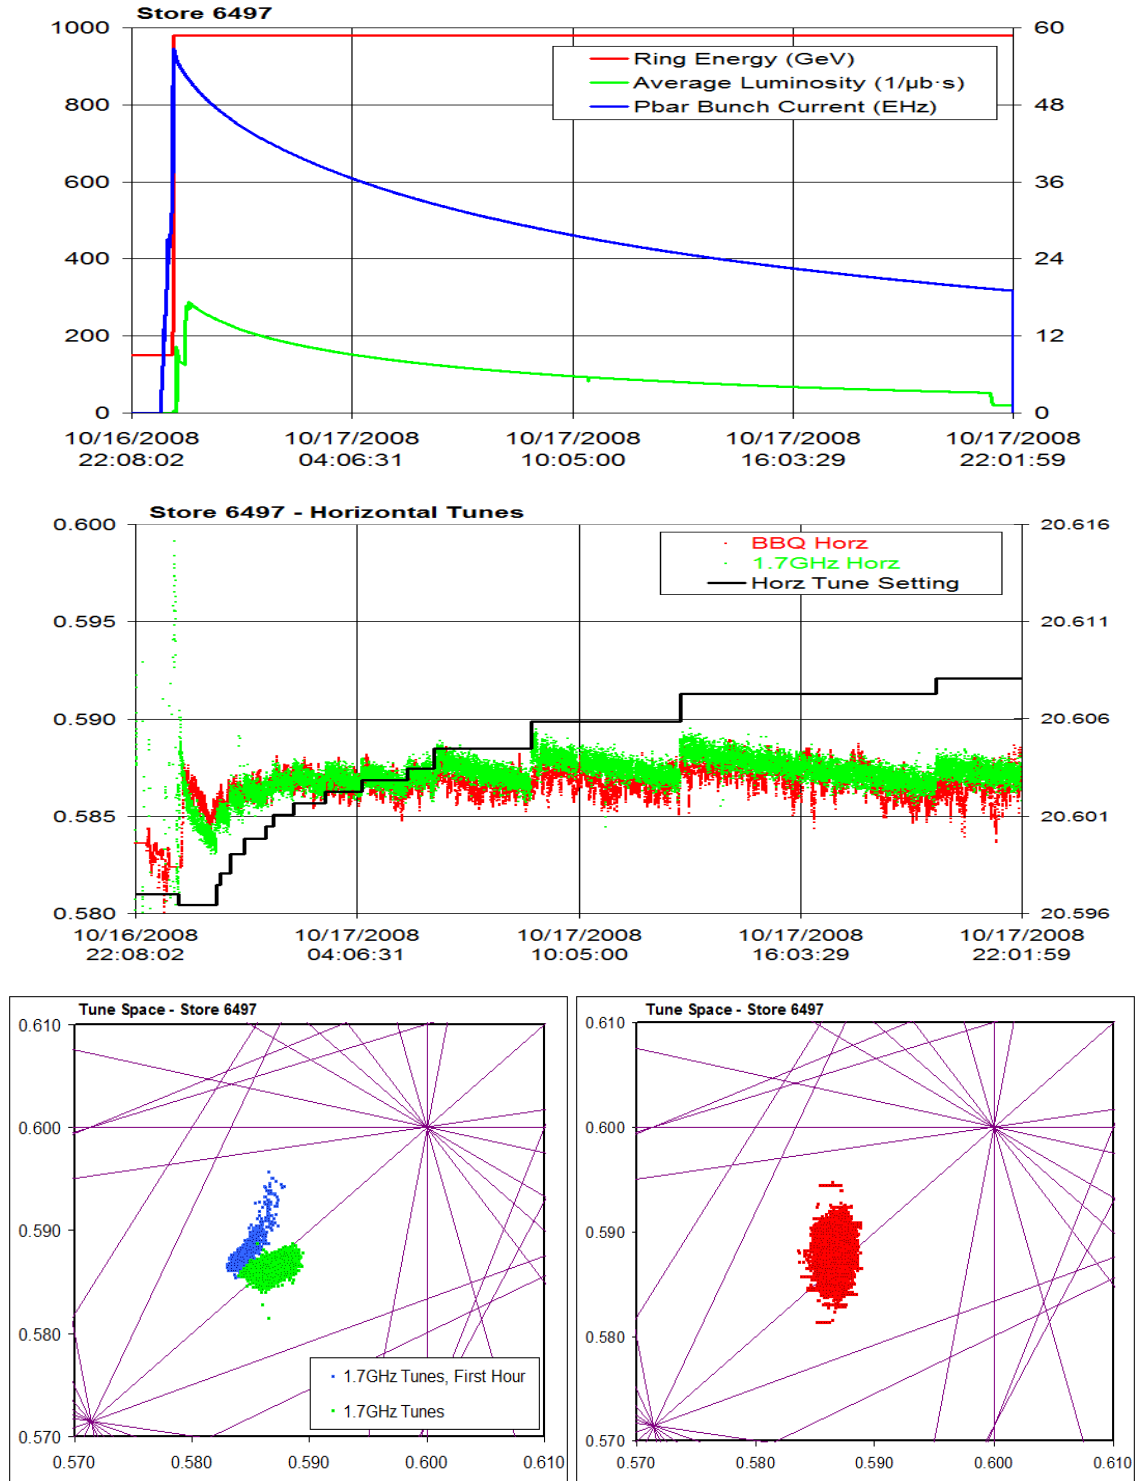 Store 6497
1000
800
600
400
200
0
60
48
36
24
12
0
Ring Energy (GeV)
Average Luminosity (1/µb·s)
Pbar Bunch Current (EHz)
10/16/2008 10/17/2008 10/17/2008 10/17/2008 10/17/2008
22:08:02 04:06:31 10:05:00 16:03:29 22:01:59
Store 6497 - Horizontal Tunes
0.600
0.595
0.590
0.585
0.580
20.616
20.611
20.606
20.601
20.596
BBQ Horz
1.7GHz Horz
Horz Tune Setting
10/16/2008 10/17/2008 10/17/2008 10/17/2008 10/17/2008
22:08:02 04:06:31 10:05:00 16:03:29 22:01:59
Tune Space - Store 6497
0.610
0.600
0.590
0.580
0.570
1.7GHz Tunes, First Hour
1.7GHz Tunes
0.570 0.580 0.590 0.600 0.610
Tune Space - Store 6497
0.610
0.600
0.590
0.580
0.570
0.570 0.580 0.590 0.600 0.610